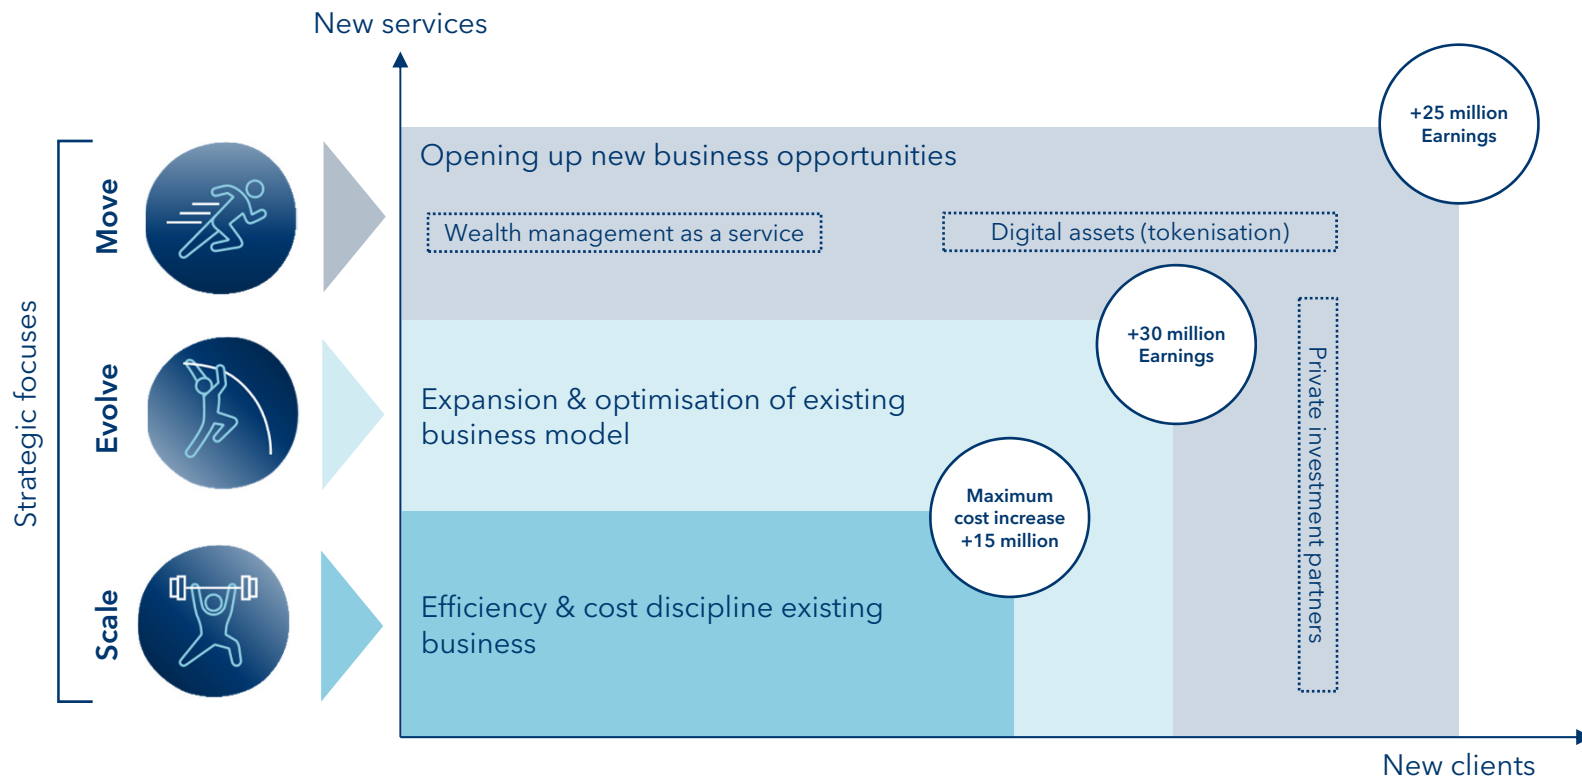 New services
Strategic focuses
Move
Opening up new business opportunities
+25 million
Earnings
Wealth management as a service
Digital assets (tokenisation)
Evolve
Expansion & optimisation of existing
business model
+30 million
Earnings
Private investment partners
Scale
Efficiency & cost discipline existing
business
Maximum
cost increase
+15 million
New clients